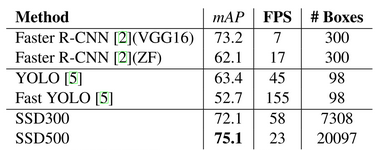 Method mAP FPS # Boxes
Faster R-CNN [2](VGG16) 73.2 7 300
Faster R-CNN [2](ZF) 62.1 17 300
YOLO [5] 63.4 45 98
Fast YOLO [5] 52.7 155 98
SSD300 72.1 58 7308
SSD500 75.1 23 20097